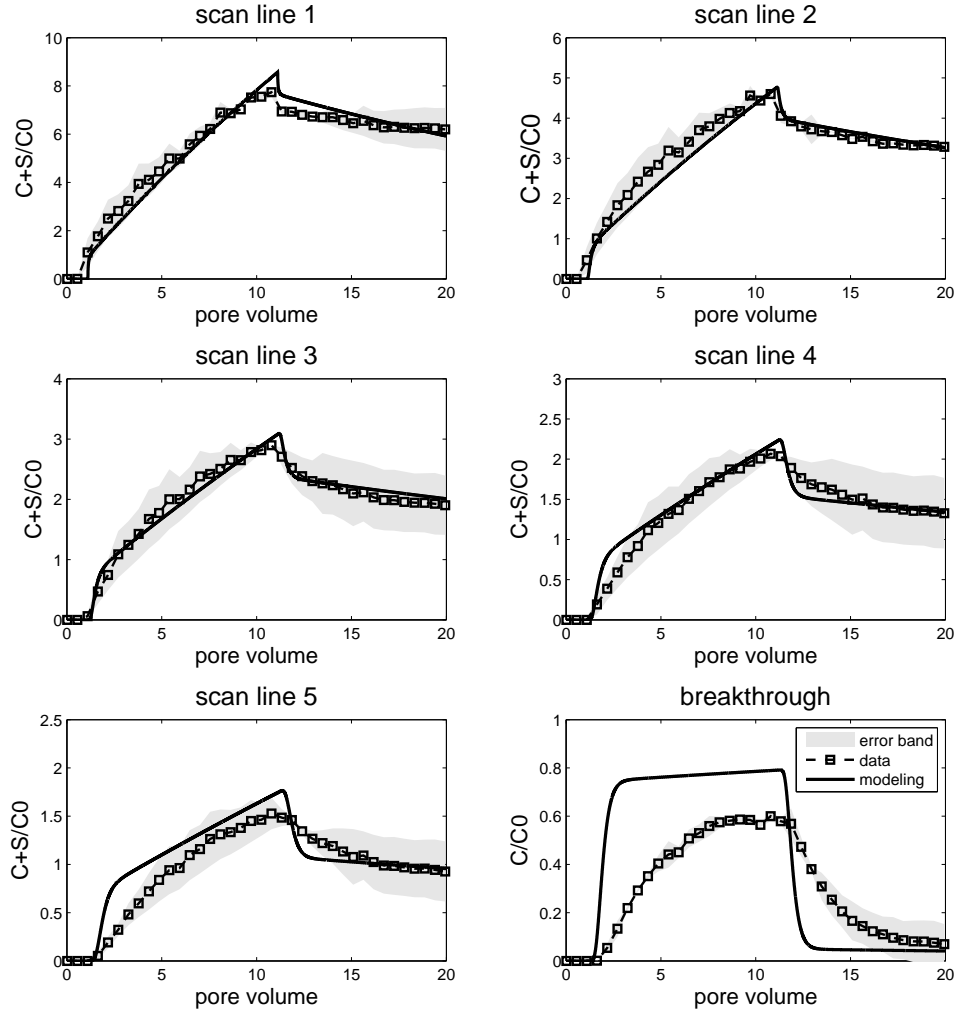 scan line 1
10
8
6
4
2
0
C+S/C0
0 5 10 15 20
pore volume
scan line 2
6
5
4
3
2
1
0
C+S/C0
0 5 10 15 20
pore volume
scan line 3
4
3
2
1
0
C+S/C0
0 5 10 15 20
pore volume
scan line 4
3
2.5
2
1.5
1
0.5
0
C+S/C0
0 5 10 15 20
pore volume
scan line 5
2.5
2
1.5
1
0.5
0
C+S/C0
0 5 10 15 20
pore volume
breakthrough
1
0.8
0.6
0.4
0.2
0
C/C0
error band
data
modeling
0 5 10 15 20
pore volume